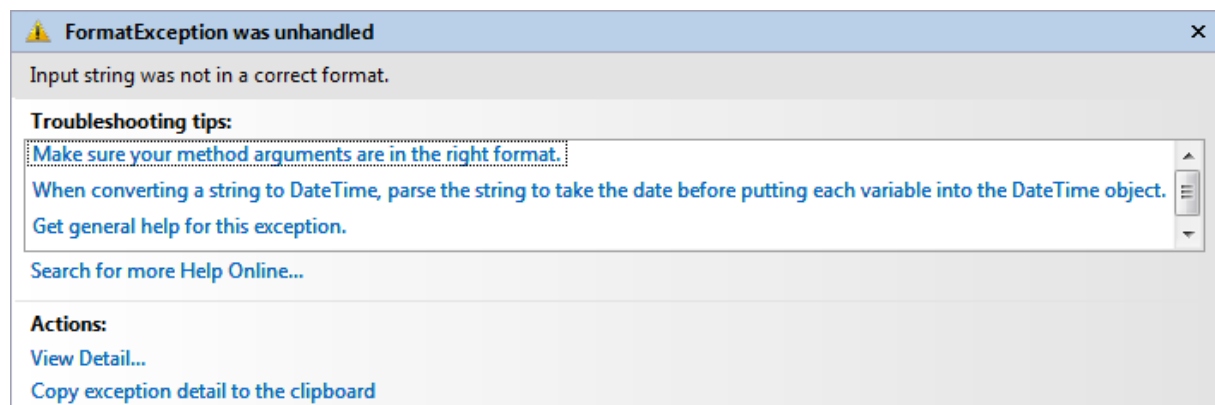 FormatException was unhandled
Input string was not in a correct format.
Troubleshooting tips:
Make sure your method arguments are in the right format.
When converting a string to DateTime, parse the string to take the date before putting each variable into the DateTime object.
Get general help for this exception.
Search for more Help Online...
Actions:
View Detail...
Copy exception detail to the clipboard